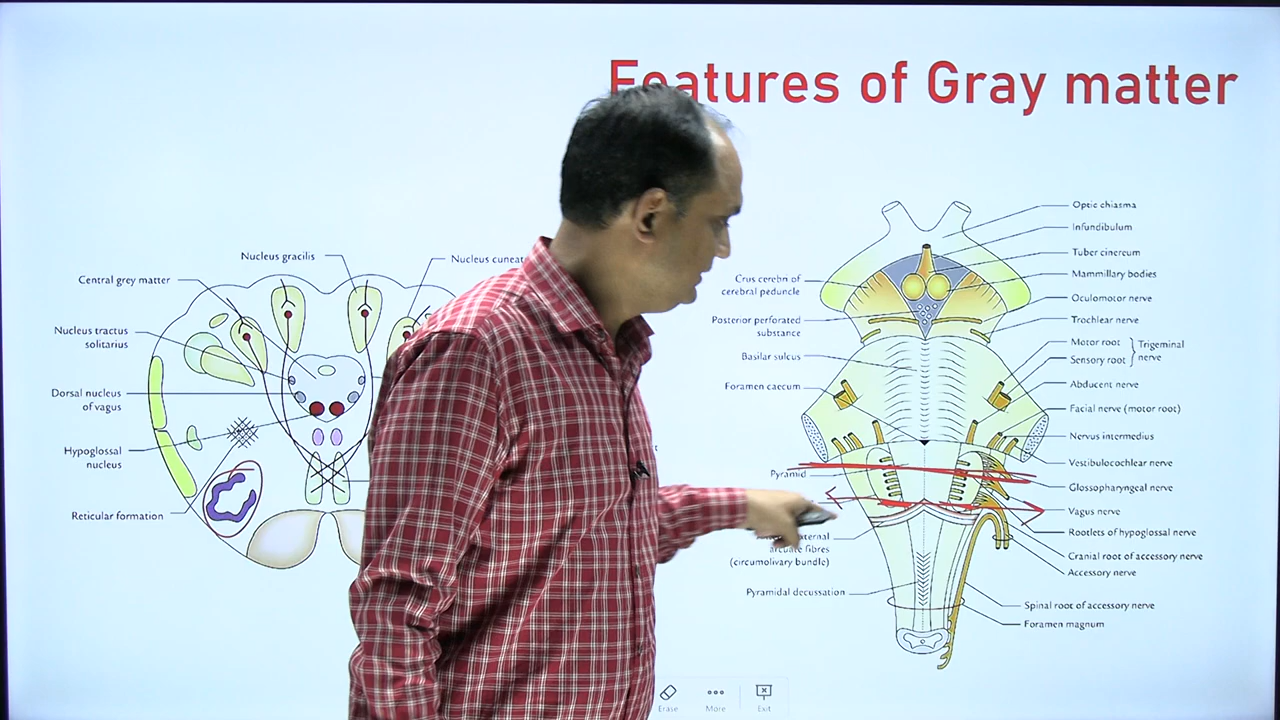 Features of Gray matter
Nucleus gracilis
Central grey matter
Nucleus cuneat
Nucleus tractus
solitarius
Dorsal nucleus
of vagus
Hypoglossal
nucleus
Reticular formation
Crus cerebri of
cerebral peduncle
Posterior perforated
substance
Basilar sulcus
Foramen caecum
Pyramid
ternal
arcuate fibres
(circumolivary bundle)
Pyramidal decussation
Optic chiasma
Infundibulum
Tuber cinereum
Mammillary bodies
Oculomotor nerve
Trochlear nerve
Motor root
Sensory root
Trigeminal
nerve
Abducent nerve
Facial nerve (motor root)
Nervus intermedius
Vestibulocochlear nerve
Glossopharyngeal nerve
Vagus nerve
Rootlets of hypoglossal nerve
Cranial root of accessory nerve
Accessory nerve
Spinal root of accessory nerve
Foramen magnum
Erase
More
Exit